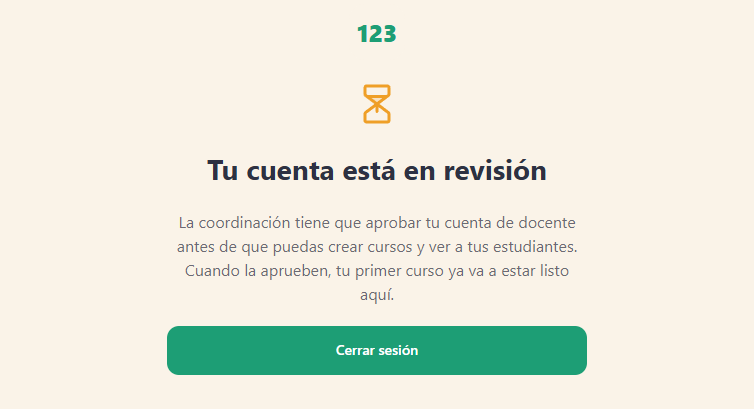 123
Tu cuenta está en revisión
La coordinación tiene que aprobar tu cuenta de docente
antes de que puedas crear cursos y ver a tus estudiantes.
Cuando la aprueben, tu primer curso ya va a estar listo
aquí.
Cerrar sesión